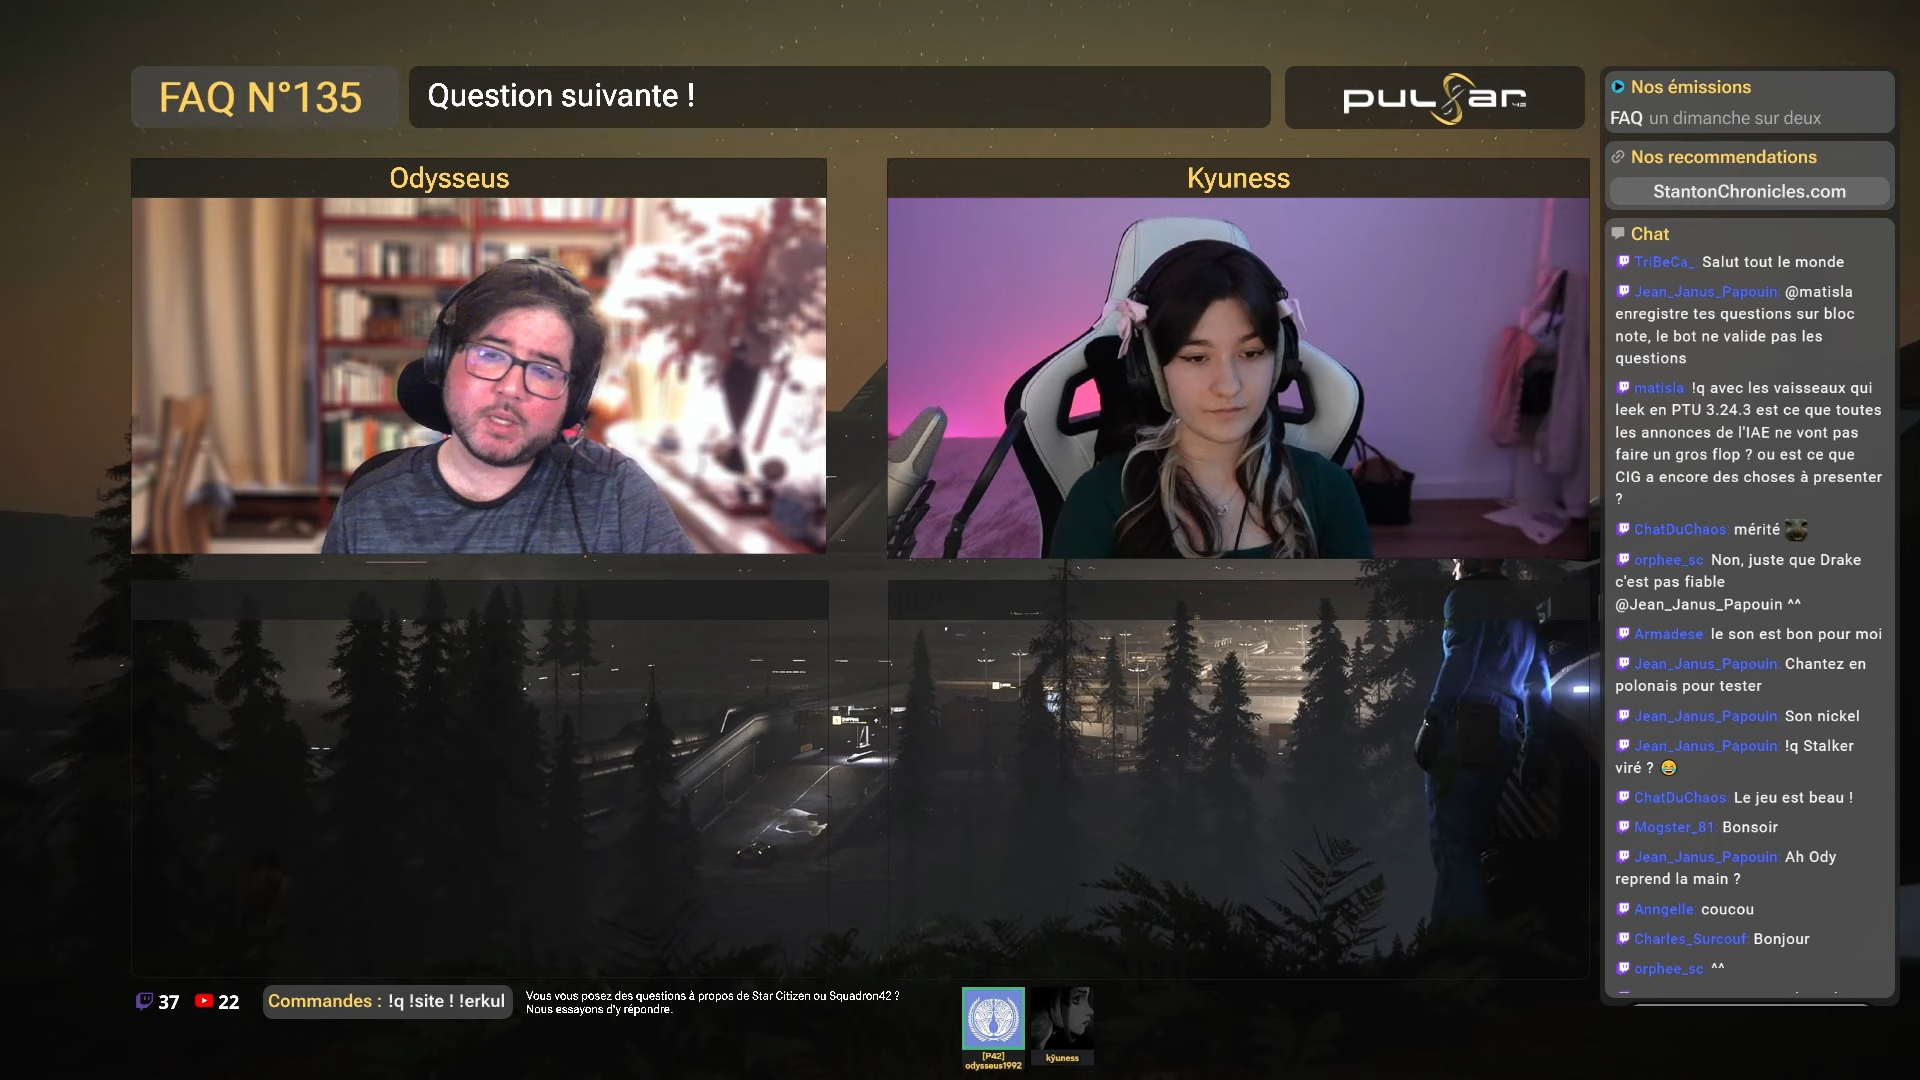 FAQ N°135
Question suivante !
pulsar 42
Nos émissions
FAQ un dimanche sur deux
Nos recommendations
StantonChronicles.com
Odysseus
Kyuness
Chat
TriBeCa_ Salut tout le monde
Jean_Janus_Papouin: @matisla
enregistre tes questions sur bloc
note, le bot ne valide pas les
questions
matisla: !q avec les vaisseaux qui
leek en PTU 3.24.3 est ce que toutes
les annonces de l'IAE ne vont pas
faire un gros flop ? ou est ce que
CIG a encore des choses à presenter
?
ChatDuChaos: mérité
orphee_sc: Non, juste que Drake
c'est pas fiable
@Jean_Janus_Papouin ^^
Armadese: le son est bon pour moi
Jean_Janus_Papouin: Chantez en
polonais pour tester
Jean_Janus_Papouin: Son nickel
Jean_Janus_Papouin: !q Stalker
viré ? 😂
ChatDuChaos: Le jeu est beau !
Mogster_81: Bonsoir
Jean_Janus_Papouin: Ah Ody
reprend la main ?
Anngelle: coucou
Charles_Surcouf: Bonjour
orphee_sc: ^^
37
22
Commandes : !q !site ! !erkul
Vous vous posez des questions à propos de Star Citizen ou Squadron42 ?
Nous essayons d'y répondre.
[P42]
odysseus1992
kÿuness